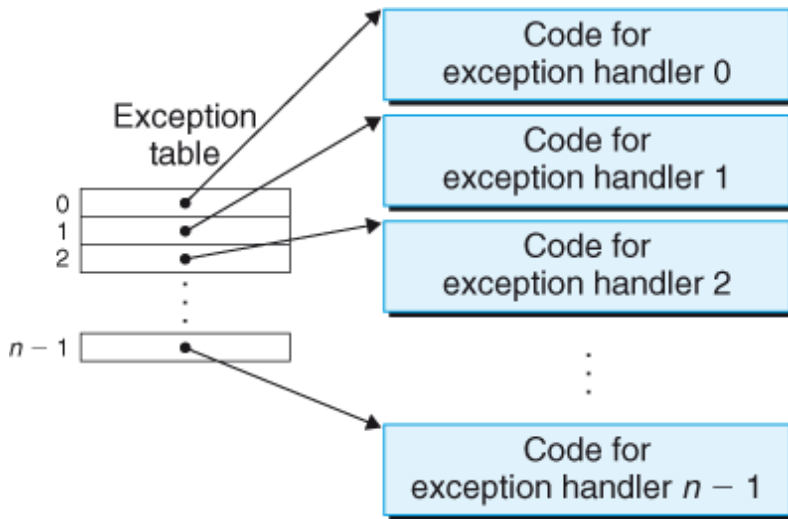 Code for
exception handler 0
Exception
table
Code for
exception handler 1
0
1
2
Code for
exception handler 2
n – 1
Code for
exception handler n – 1